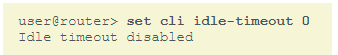 user@router> set cli idle-timeout 0
Idle timeout disabled